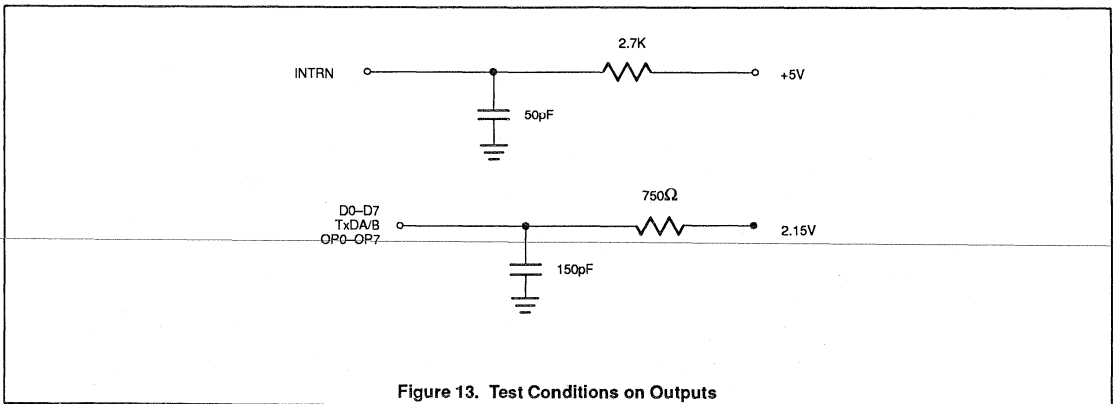 2.7K
INTRN
+5V
50pF
750Ω
D0–D7
TxDA/B
OP0–OP7
2.15V
150pF
Figure 13. Test Conditions on Outputs